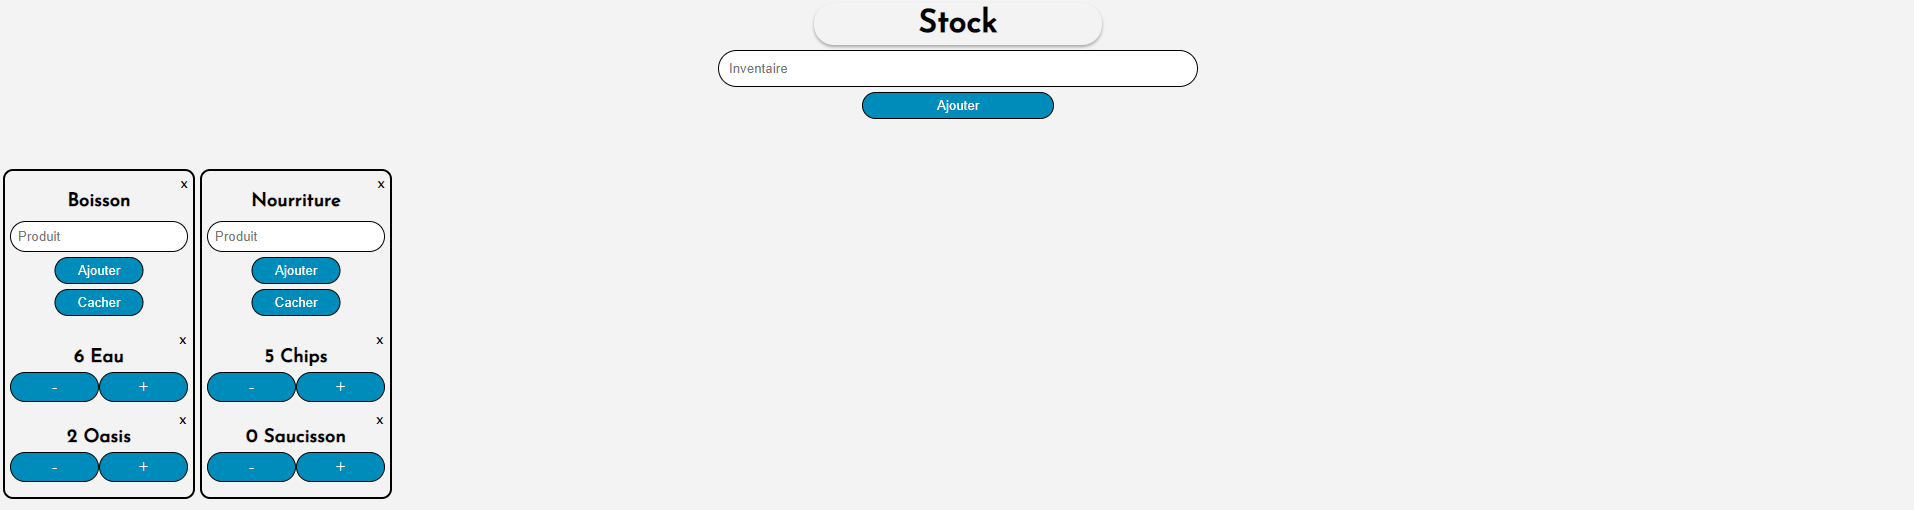 Stock
Inventaire
Ajouter
x
Boisson
Produit
Ajouter
Cacher
x
6 Eau
- +
x
2 Oasis
- +
x
Nourriture
Produit
Ajouter
Cacher
x
5 Chips
- +
x
0 Saucisson
- +